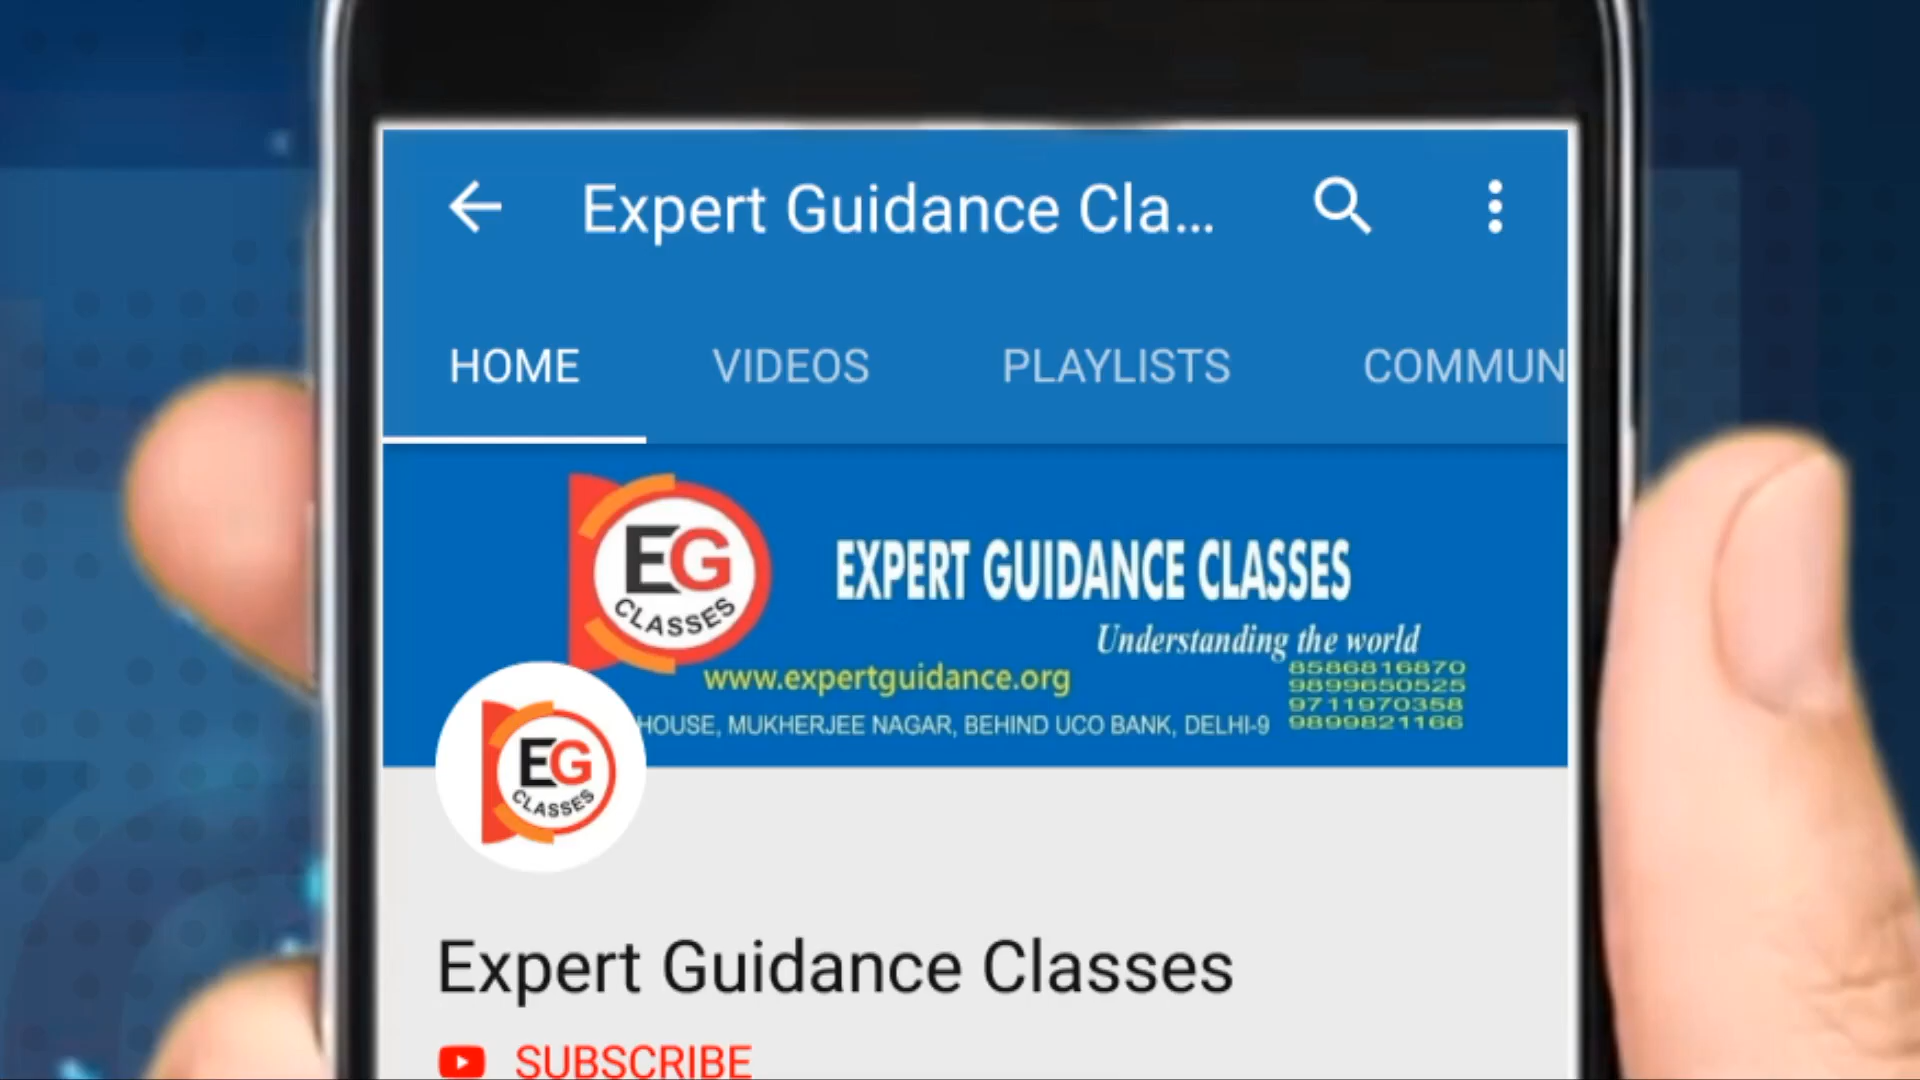 Expert Guidance Cla...
HOME VIDEOS PLAYLISTS COMMUN
EG
CLASSES
EXPERT GUIDANCE CLASSES
Understanding the world
www.expertguidance.org
8586816870
9899650525
9711970358
9899821166
HOUSE, MUKHERJEE NAGAR, BEHIND UCO BANK, DELHI-9
EG
CLASSES
Expert Guidance Classes
SUBSCRIBE